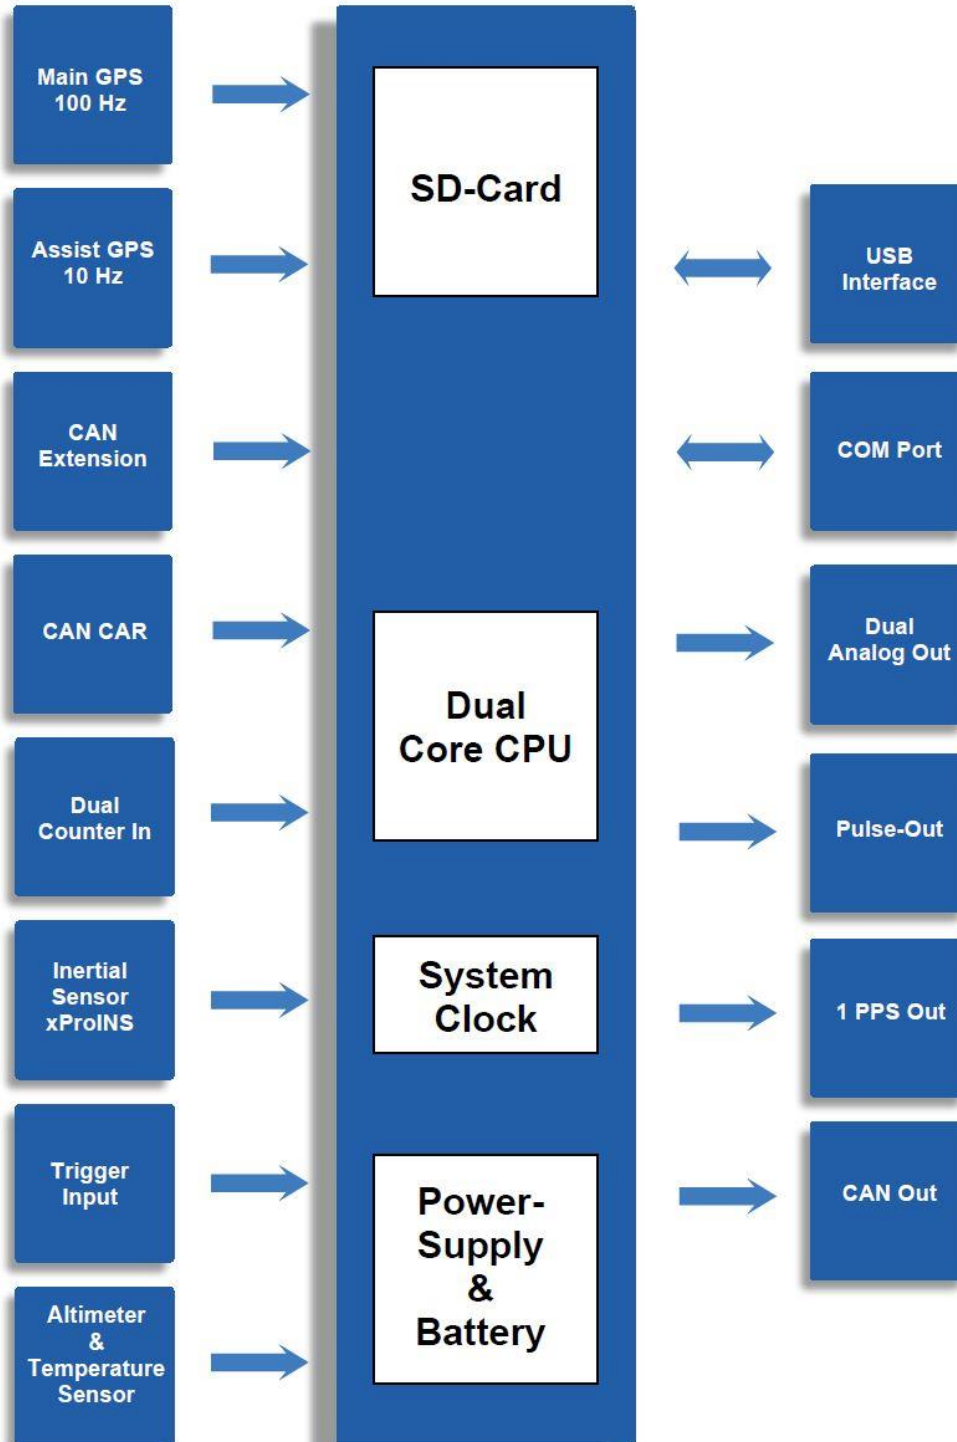 Main GPS
100 Hz
Assist GPS
10 Hz
CAN
Extension
CAN CAR
Dual
Counter In
Inertial
Sensor
xProINS
Trigger
Input
Altimeter
&
Temperature
Sensor
SD-Card
Dual
Core CPU
System
Clock
Power-
Supply
&
Battery
USB
Interface
COM Port
Dual
Analog Out
Pulse-Out
1 PPS Out
CAN Out